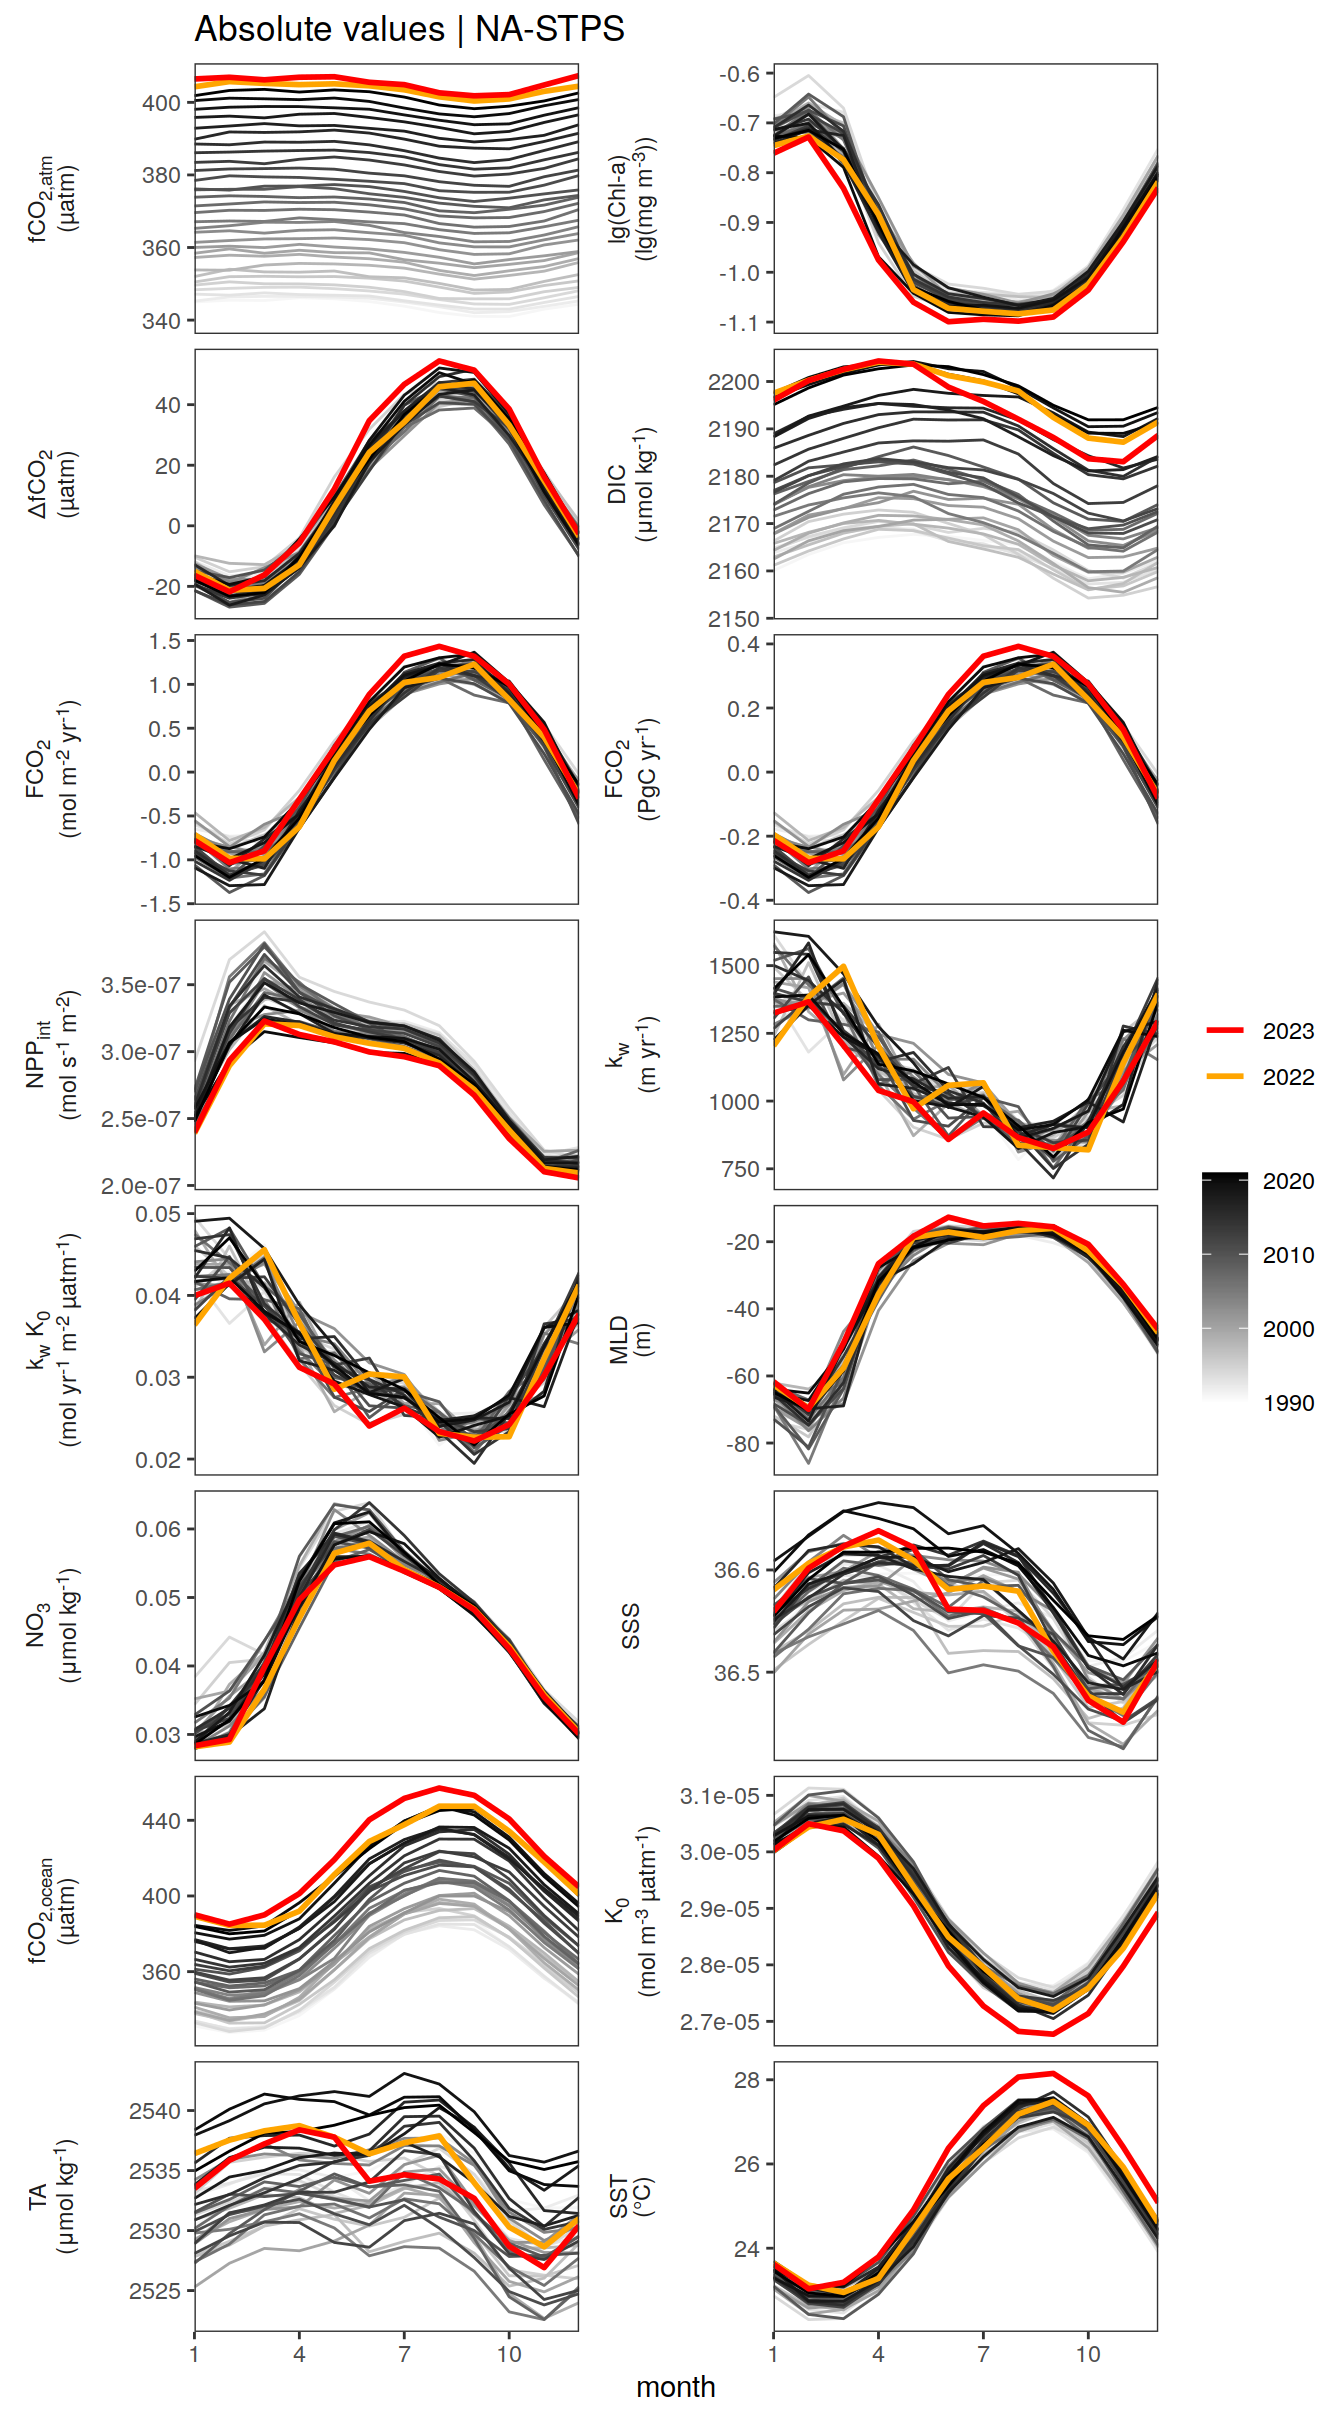 Absolute values | NA-STPS
fCO2,atm
(µatm)
400
380
360
340
lg(Chl-a)
(lg(mg m-3))
-0.6
-0.7
-0.8
-0.9
-1.0
-1.1
ΔfCO2
(µatm)
40
20
0
-20
DIC
(µmol kg-1)
2200
2190
2180
2170
2160
2150
FCO2
(mol m-2 yr-1)
1.5
1.0
0.5
0.0
-0.5
-1.0
-1.5
FCO2
(PgC yr-1)
0.4
0.2
0.0
-0.2
-0.4
NPPint
(mol s-1 m-2)
3.5e-07
3.0e-07
2.5e-07
2.0e-07
kw
(m yr-1)
1500
1250
1000
750
kw K0
(mol yr-1 m-2 µatm-1)
0.05
0.04
0.03
0.02
MLD
(m)
-20
-40
-60
-80
NO3
(µmol kg-1)
0.06
0.05
0.04
0.03
SSS
36.6
36.5
fCO2,ocean
(µatm)
440
400
360
K0
(mol m-3 µatm-1)
3.1e-05
3.0e-05
2.9e-05
2.8e-05
2.7e-05
TA
(µmol kg-1)
2540
2535
2530
2525
SST
(°C)
28
26
24
1 4 7 10
1 4 7 10
month
2023
2022
2020
2010
2000
1990